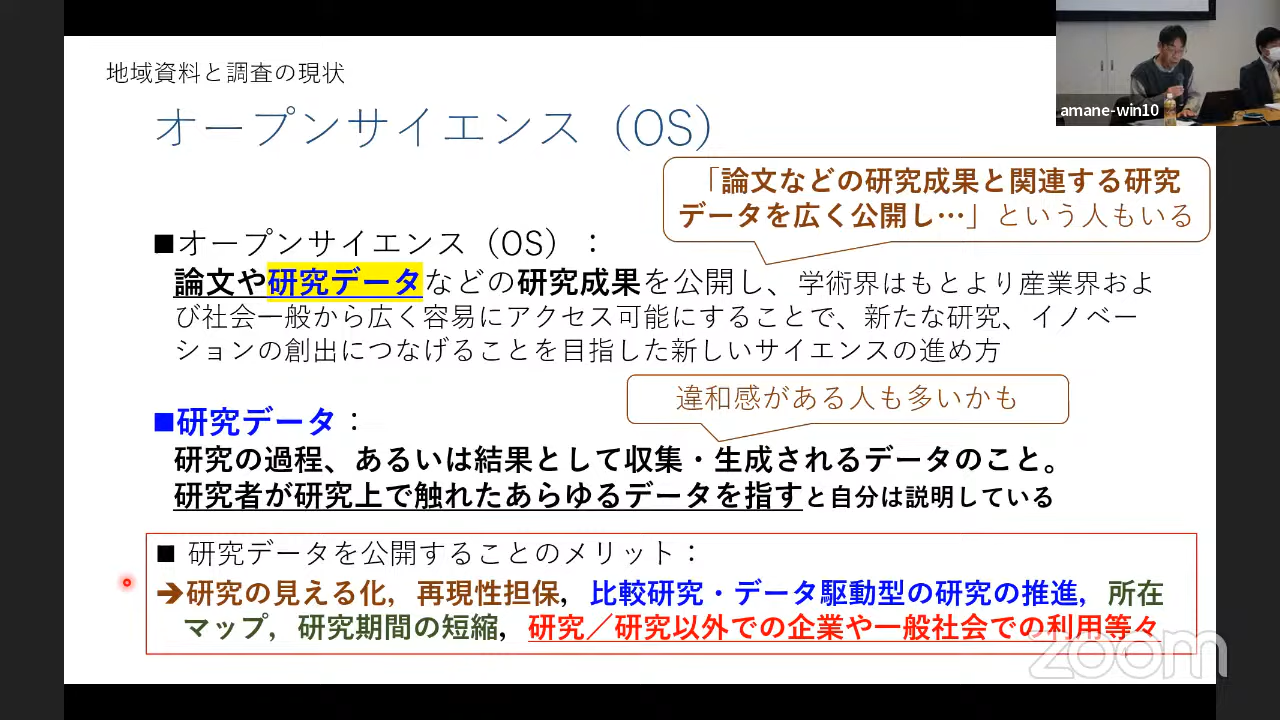 地域資料と調査の現状
オープンサイエンス（OS）
amane-win10
「論文などの研究成果と関連する研究
データを広く公開し…」という人もいる
■オープンサイエンス（OS）：
論文や研究データなどの研究成果を公開し、学術界はもとより産業界およ
び社会一般から広く容易にアクセス可能にすることで、新たな研究、イノベー
ションの創出につなげることを目指した新しいサイエンスの進め方
違和感がある人も多いかも
■研究データ：
研究の過程、あるいは結果として収集・生成されるデータのこと。
研究者が研究上で触れたあらゆるデータを指すと自分は説明している
■ 研究データを公開することのメリット：
➔研究の見える化，再現性担保，比較研究・データ駆動型の研究の推進，所在
マップ，研究期間の短縮，研究／研究以外での企業や一般社会での利用等々
zoom